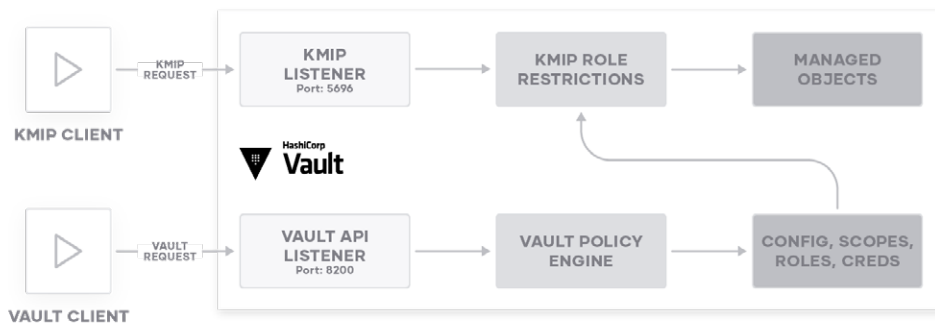 KMIP
REQUEST
KMIP
LISTENER
Port: 5696
KMIP ROLE
RESTRICTIONS
MANAGED
OBJECTS
KMIP CLIENT
HashiCorp
Vault
VAULT
REQUEST
VAULT API
LISTENER
Port: 8200
VAULT POLICY
ENGINE
CONFIG, SCOPES,
ROLES, CREDS
VAULT CLIENT